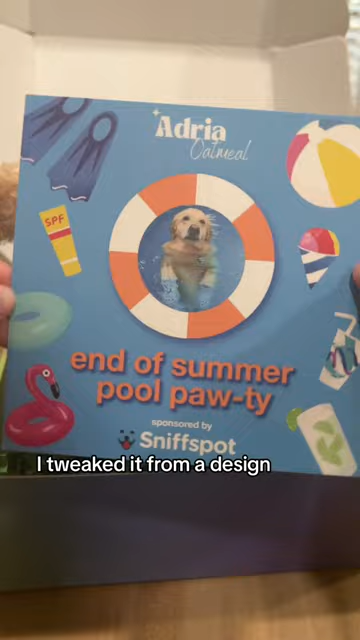 Adria
Oatmeal
SPF
end of summer
pool paw-ty
sponsored by
Sniffspot
I tweaked it from a design